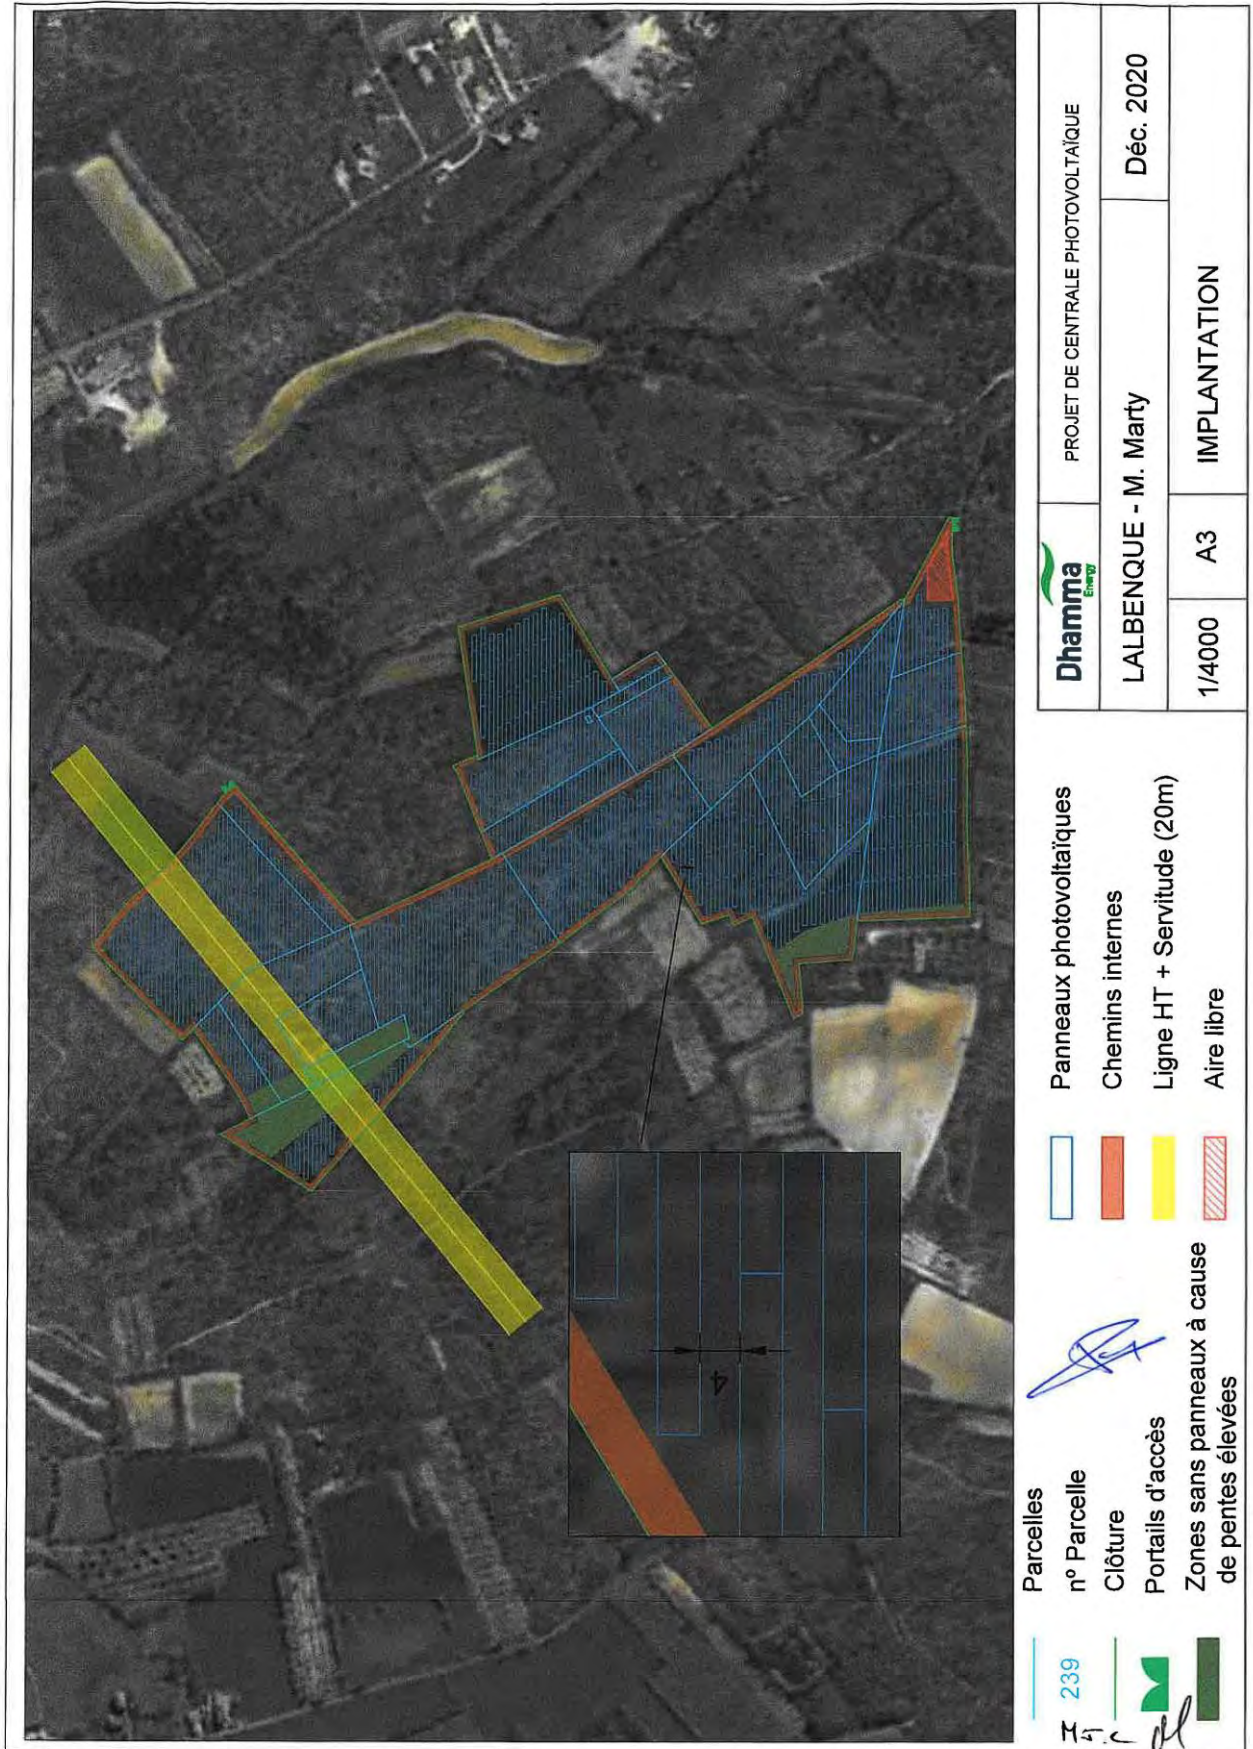 4
Parcelles
239
n° Parcelle
Clôture
Portails d'accès
Zones sans panneaux à cause
de pentes élevées
Panneaux photovoltaïques
Chemins internes
Ligne HT + Servitude (20m)
Aire libre
Dhamma
Energy
PROJET DE CENTRALE PHOTOVOLTAÏQUE
LALBENQUE - M. Marty
Déc. 2020
1/4000
A3
IMPLANTATION